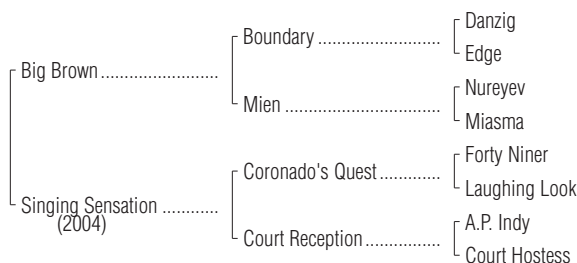 Danzig
Boundary ........................
Edge
Big Brown .......................
Nureyev
Mien ...............................
Miasma
Forty Niner
Coronado's Quest ............
Laughing Look
Singing Sensation ...........
(2004)
A.P. Indy
Court Reception ...............
Court Hostess